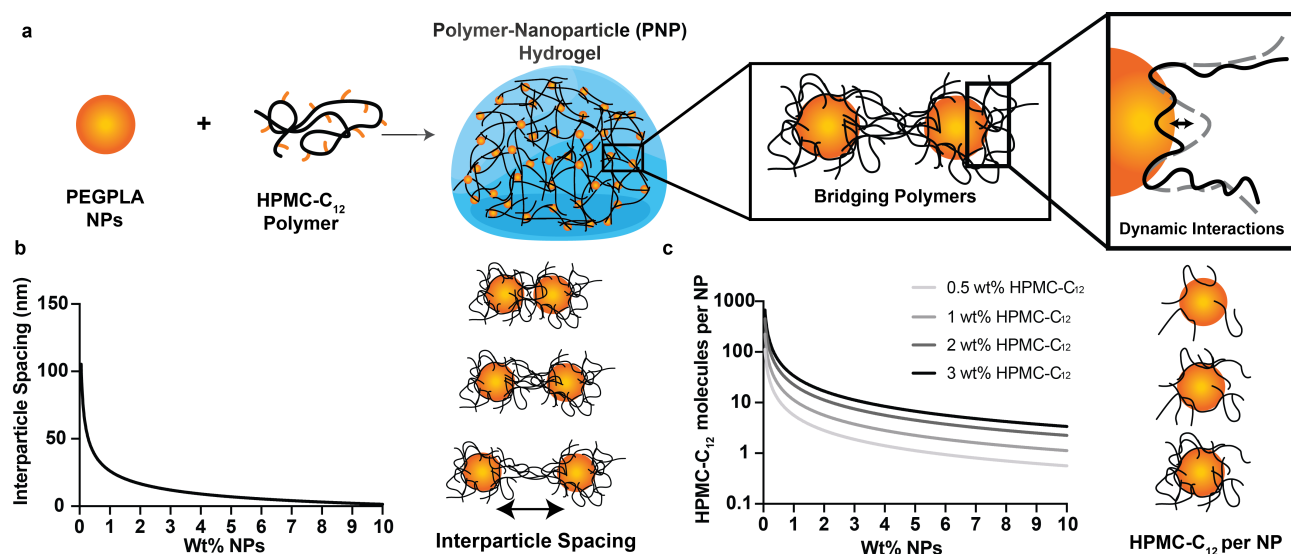 a
Polymer-Nanoparticle (PNP)
Hydrogel
+
PEGPLA
NPs
HPMC-C₁₂
Polymer
Bridging Polymers
Dynamic Interactions
b
Interparticle Spacing (nm)
150
100
50
0
0 1 2 3 4 5 6 7 8 9 10
Wt% NPs
Interparticle Spacing
c
HPMC-C₁₂ molecules per NP
1000
100
10
1
0.1
0 1 2 3 4 5 6 7 8 9 10
Wt% NPs
0.5 wt% HPMC-C₁₂
1 wt% HPMC-C₁₂
2 wt% HPMC-C₁₂
3 wt% HPMC-C₁₂
HPMC-C₁₂ per NP